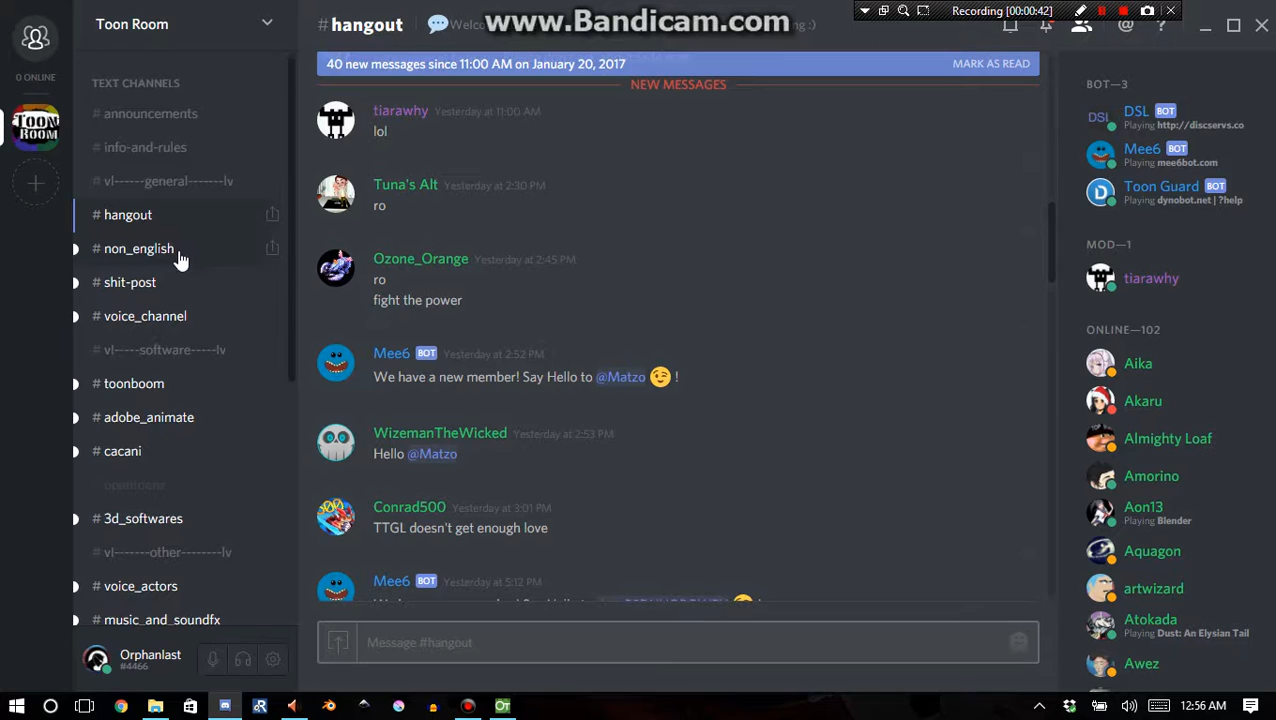 www.Bandicam.com
Recording [00:00:42]
Toon Room
#hangout
0 ONLINE
TOON ROOM
TEXT CHANNELS
# announcements
# info-and-rules
# vl------general-------lv
# hangout
# non_english
# shit-post
# voice_channel
# vl-----software-----lv
# toonboom
# adobe_animate
# cacani
# opentoonz
# 3d_softwares
# vl-------other--------lv
# voice_actors
# music_and_soundfx
Orphanlast
#4466
40 new messages since 11:00 AM on January 20, 2017
MARK AS READ
NEW MESSAGES
tiarawhy Yesterday at 11:00 AM
lol
Tuna's Alt Yesterday at 2:30 PM
ro
Ozone_Orange Yesterday at 2:45 PM
ro
fight the power
Mee6 BOT Yesterday at 2:52 PM
We have a new member! Say Hello to @Matzo 😉 !
WizemanTheWicked Yesterday at 2:53 PM
Hello @Matzo
Conrad500 Yesterday at 3:01 PM
TTGL doesn't get enough love
Mee6 BOT Yesterday at 5:12 PM
Message #hangout
BOT—3
DSL BOT
Playing http://discservs.co
Mee6 BOT
Playing mee6bot.com
Toon Guard BOT
Playing dynobot.net | ?help
MOD—1
tiarawhy
ONLINE—102
Aika
Akaru
Almighty Loaf
Amorino
Aon13
Playing Blender
Aquagon
artwizard
Atokada
Playing Dust: An Elysian Tail
Awez
12:56 AM